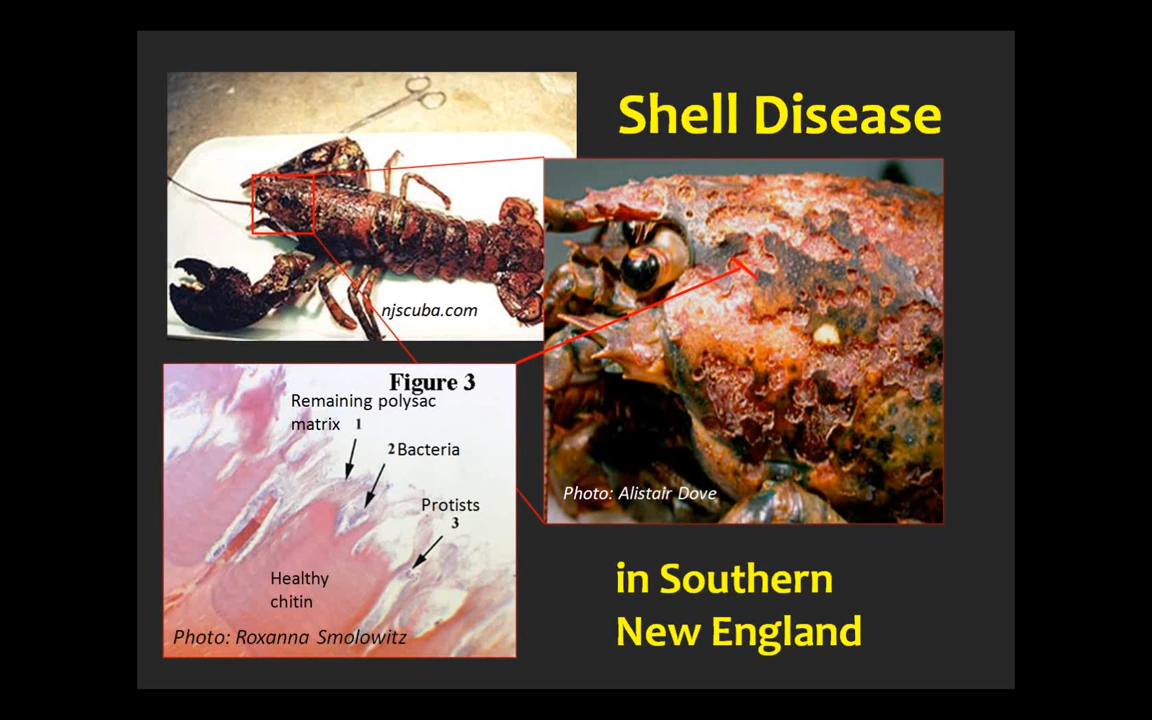 Shell Disease
njscuba.com
Figure 3
Remaining polysac
matrix 1
2 Bacteria
Protists
3
Healthy
chitin
Photo: Roxanna Smolowitz
Photo: Alistair Dove
in Southern
New England